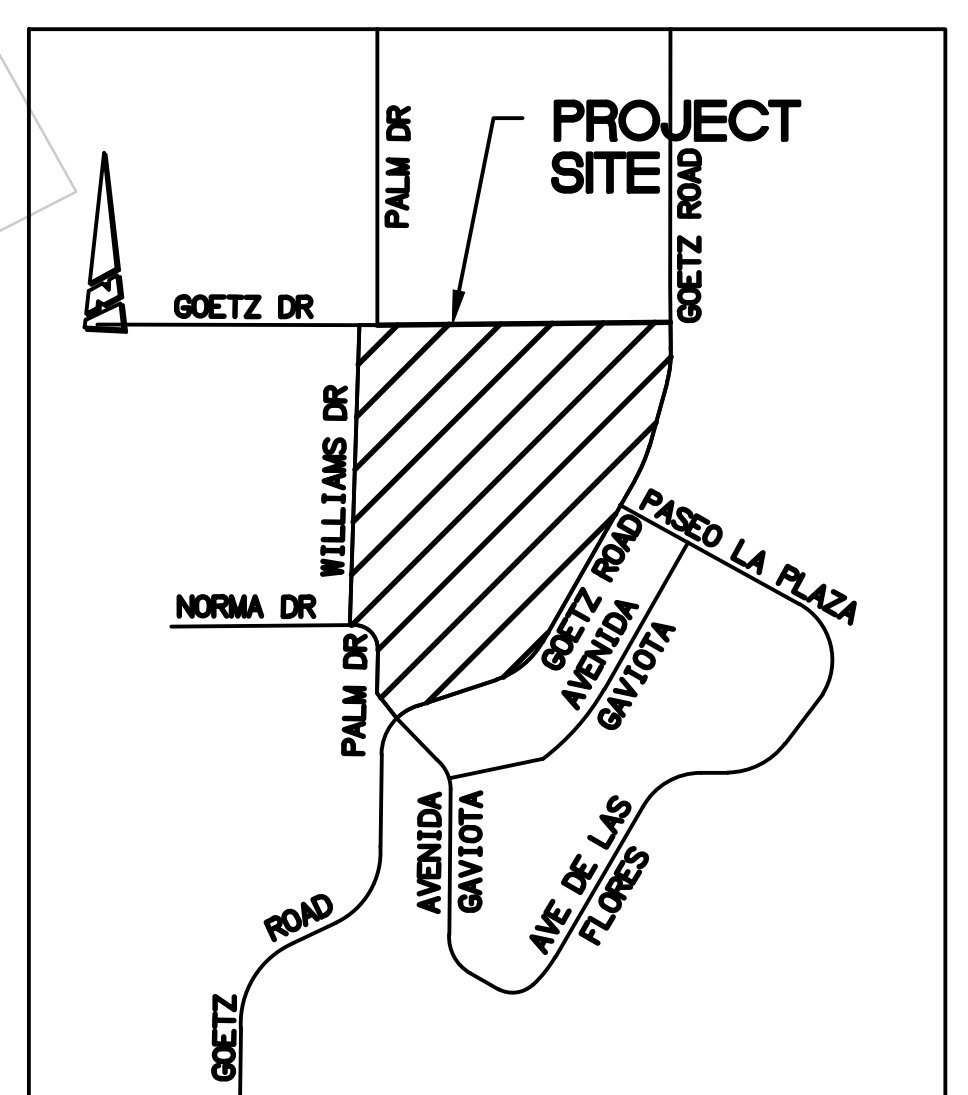 PROJECT
SITE
PALM DR
GOETZ ROAD
GOETZ DR
WILLIAMS DR
NORMA DR
PALM DR
PASEO LA PLAZA
GOETZ ROAD
AVENIDA
GAVIOTA
AVENIDA
GAVIOTA
AVE DE LAS
FLORES
ROAD
GOETZ